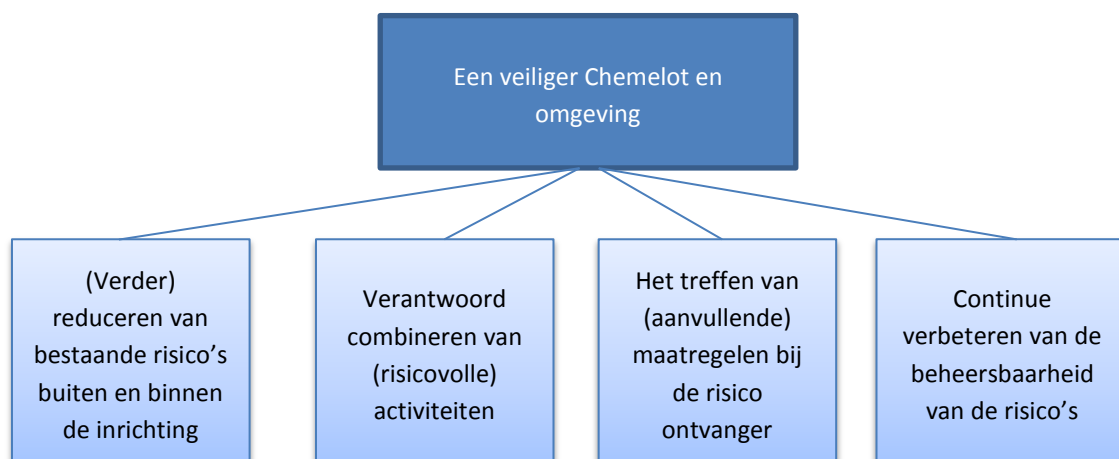 Een veiliger Chemelot en
omgeving
(Verder)
reduceren van
bestaande risico's
buiten en binnen
de inrichting
Verantwoord
combineren van
(risicovolle)
activiteiten
Het treffen van
(aanvullende)
maatregelen bij
de risico
ontvanger
Continue
verbeteren van de
beheersbaarheid
van de risico's